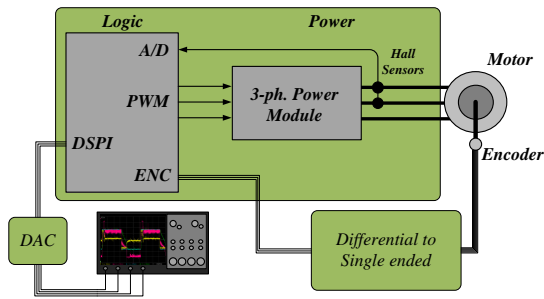 Logic
Power
A/D
Hall
Sensors
Motor
PWM
3-ph. Power
Module
DSPI
Encoder
ENC
DAC
Differential to
Single ended